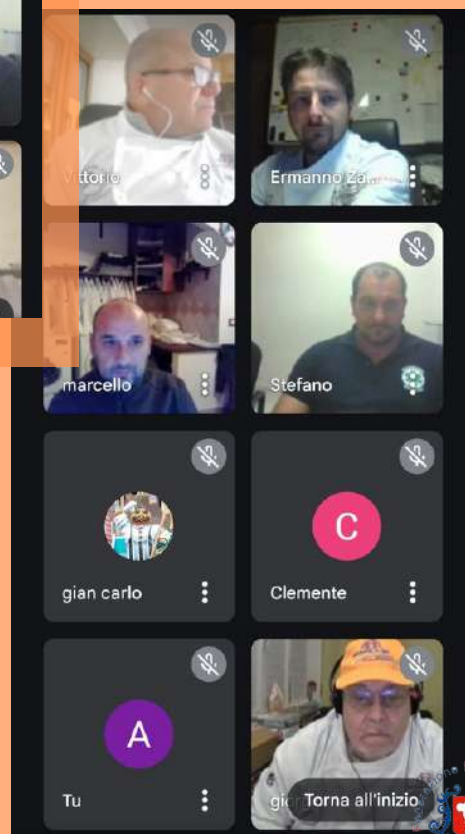 Vittorio
Ermanno Za...
marcello
Stefano
gian carlo
C
Clemente
A
Tu
Torna all'inizio